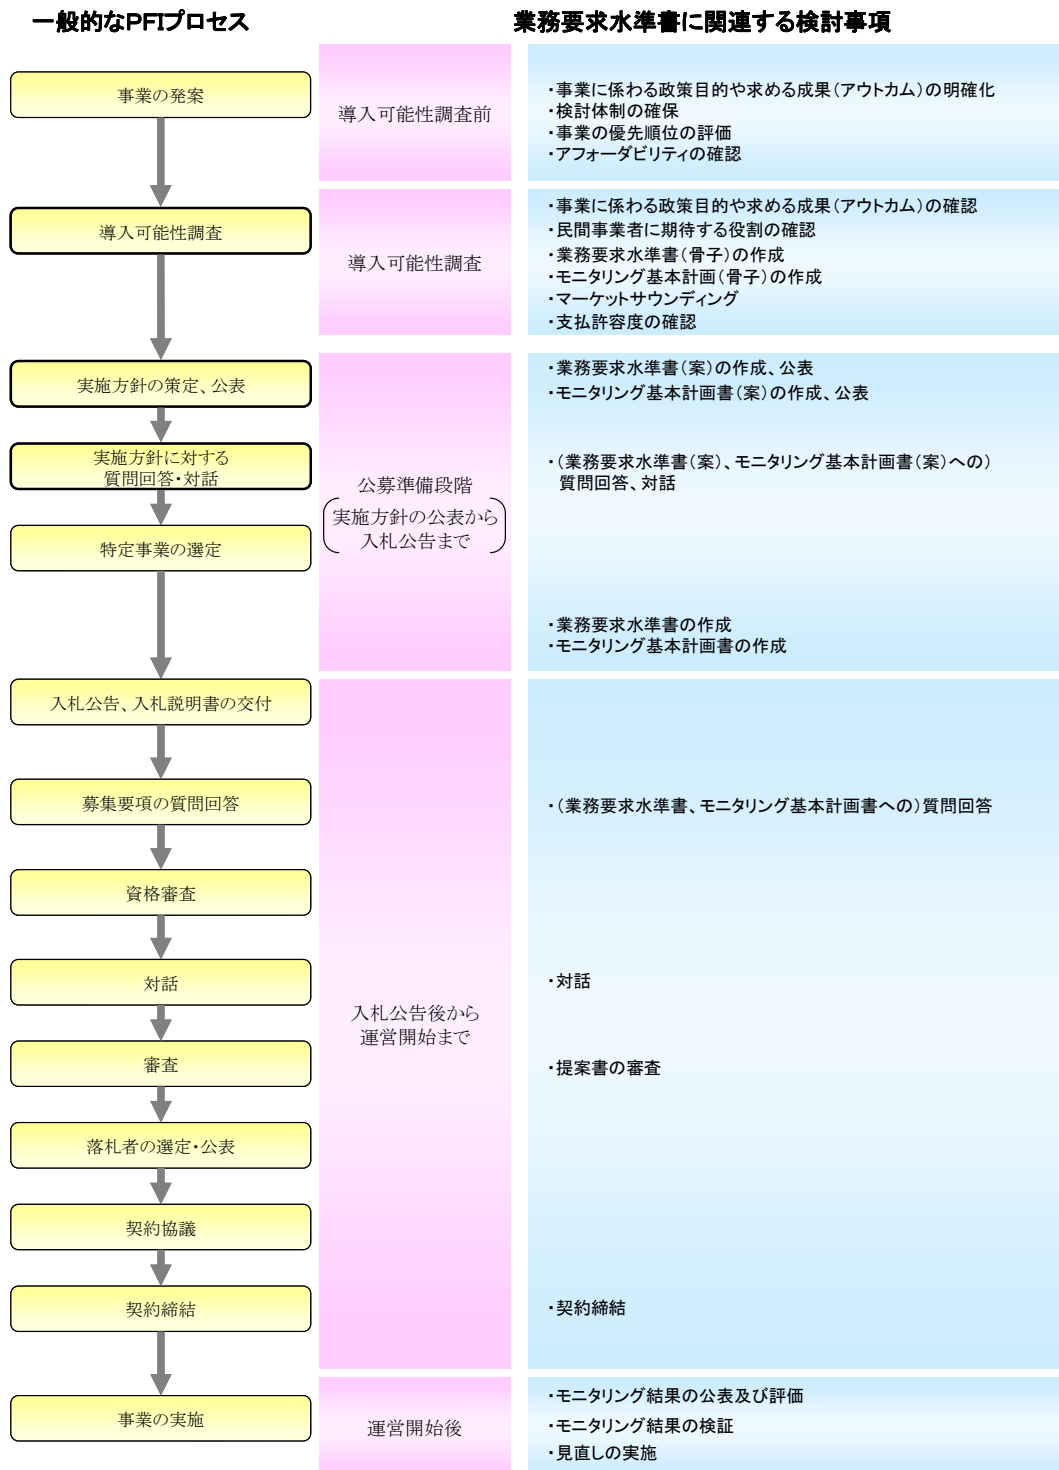 一般的なPFIプロセス
業務要求水準書に関連する検討事項
事業の発案
導入可能性調査前
・事業に係わる政策目的や求める成果(アウトカム)の明確化
・検討体制の確保
・事業の優先順位の評価
・アフォーダビリティの確認
導入可能性調査
導入可能性調査
・事業に係わる政策目的や求める成果(アウトカム)の確認
・民間事業者に期待する役割の確認
・業務要求水準書(骨子)の作成
・モニタリング基本計画(骨子)の作成
・マーケットサウンディング
・支払許容度の確認
実施方針の策定、公表
実施方針に対する
質問回答・対話
特定事業の選定
公募準備段階
実施方針の公表から
入札公告まで
・業務要求水準書(案)の作成、公表
・モニタリング基本計画書(案)の作成、公表
・(業務要求水準書(案)、モニタリング基本計画書(案)への)
質問回答、対話
・業務要求水準書の作成
・モニタリング基本計画書の作成
入札公告、入札説明書の交付
募集要項の質問回答
資格審査
対話
審査
落札者の選定・公表
契約協議
契約締結
入札公告後から
運営開始まで
・(業務要求水準書、モニタリング基本計画書への)質問回答
・対話
・提案書の審査
・契約締結
事業の実施
運営開始後
・モニタリング結果の公表及び評価
・モニタリング結果の検証
・見直しの実施